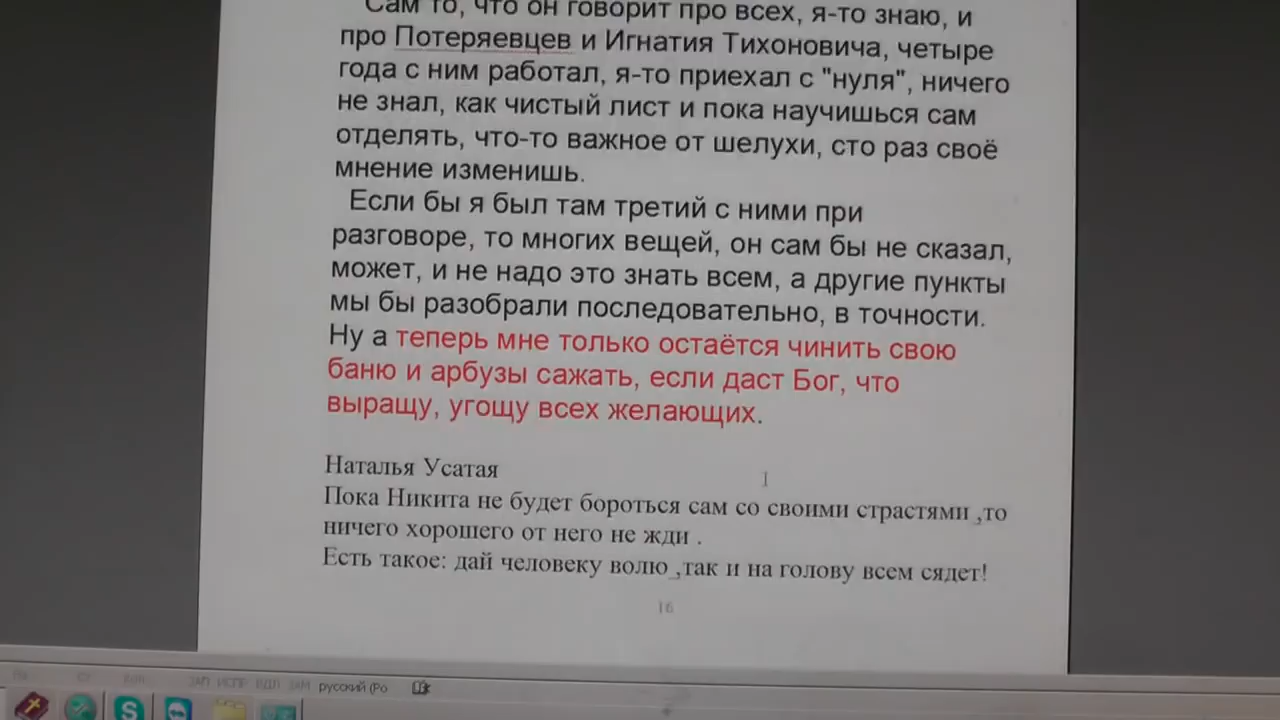 Сам то, что он говорит про всех, я-то знаю, и
про Потеряевцев и Игнатия Тихоновича, четыре
года с ним работал, я-то приехал с "нуля", ничего
не знал, как чистый лист и пока научишься сам
отделять, что-то важное от шелухи, сто раз своё
мнение изменишь.
Если бы я был там третий с ними при
разговоре, то многих вещей, он сам бы не сказал,
может, и не надо это знать всем, а другие пункты
мы бы разобрали последовательно, в точности.
Ну а теперь мне только остаётся чинить свою
баню и арбузы сажать, если даст Бог, что
выращу, угощу всех желающих.
Наталья Усатая
Пока Никита не будет бороться сам со своими страстями ,то
ничего хорошего от него не жди .
Есть такое: дай человеку волю ,так и на голову всем сядет!
16
ЗАП ИСПР ВДЛ ЗАМ русский (Ро